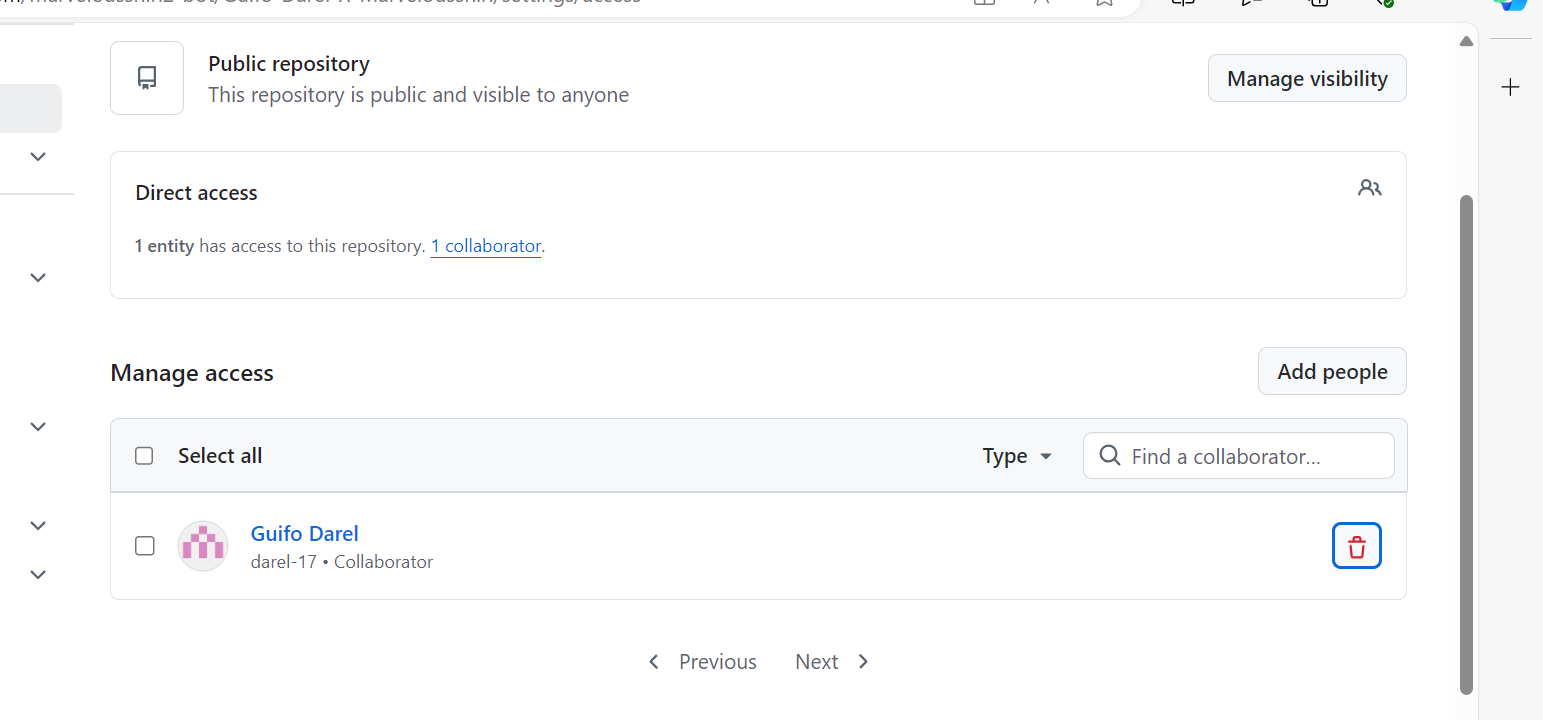 Public repository
This repository is public and visible to anyone
Manage visibility
Direct access
1 entity has access to this repository. 1 collaborator.
Manage access
Add people
Select all
Type
Find a collaborator...
Guifo Darel
darel-17 • Collaborator
Previous
Next